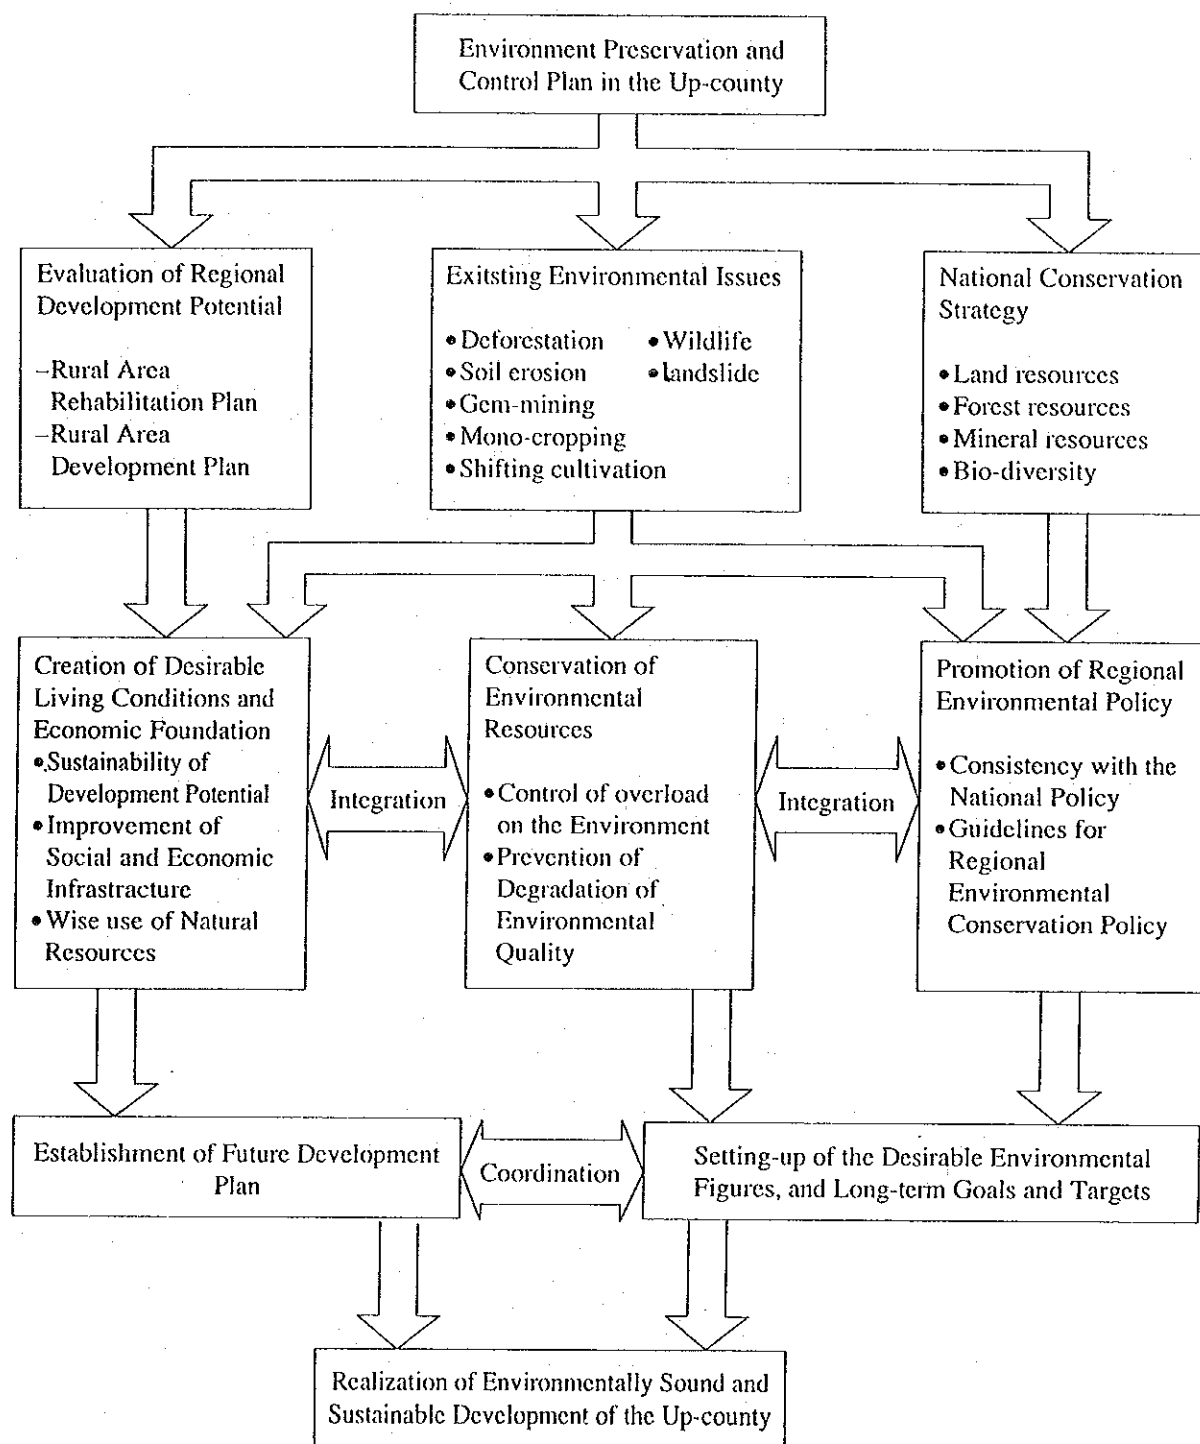 Environment Preservation and
Control Plan in the Up-county
Evaluation of Regional
Development Potential
–Rural Area
Rehabilitation Plan
–Rural Area
Development Plan
Exitsting Environmental Issues
•Deforestation •Wildlife
•Soil erosion •landslide
•Gem-mining
•Mono-cropping
•Shifting cultivation
National Conservation
Strategy
•Land resources
•Forest resources
•Mineral resources
•Bio-diversity
Creation of Desirable
Living Conditions and
Economic Foundation
•Sustainability of
Development Potential
•Improvement of
Social and Economic
Infrastracture
•Wise use of Natural
Resources
Integration
Conservation of
Environmental
Resources
•Control of overload
on the Environment
•Prevention of
Degradation of
Environmental
Quality
Integration
Promotion of Regional
Environmental Policy
•Consistency with the
National Policy
•Guidelines for
Regional
Environmental
Conservation Policy
Establishment of Future Development
Plan
Coordination
Setting-up of the Desirable Environmental
Figures, and Long-term Goals and Targets
Realization of Environmentally Sound and
Sustainable Development of the Up-county